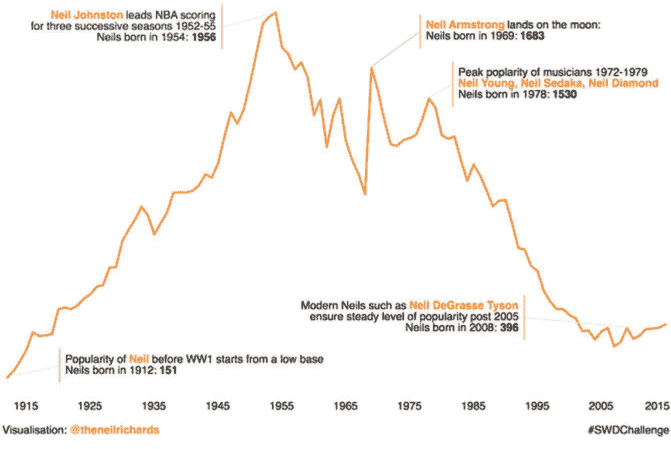 Neil Johnston leads NBA scoring
for three successive seasons 1952-55
Neils born in 1954: 1956
Neil Armstrong lands on the moon:
Neils born in 1969: 1683
Peak poplarity of musicians 1972-1979
Neil Young, Neil Sedaka, Neil Diamond
Neils born in 1978: 1530
Modern Neils such as Neil DeGrasse Tyson
ensure steady level of popularity post 2005
Neils born in 2008: 396
Popularity of Neil before WW1 starts from a low base
Neils born in 1912: 151
1915 1925 1935 1945 1955 1965 1975 1985 1995 2005 2015
Visualisation: @theneilrichards #SWDChallenge